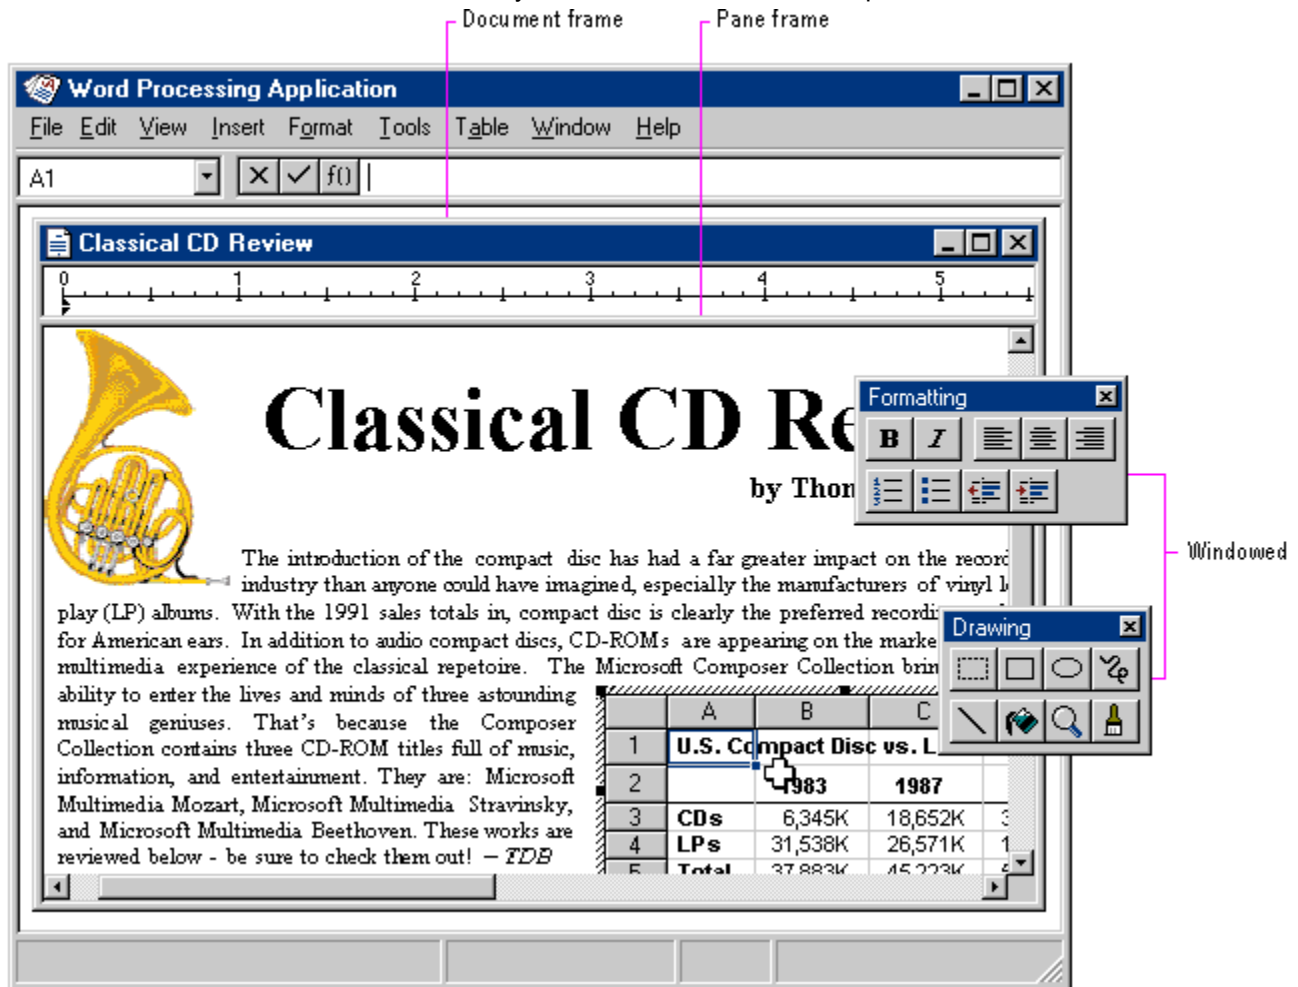 Document frame
Pane frame
Word Processing Application
File Edit View Insert Format Tools Table Window Help
A1
f()
Classical CD Review
0 1 2 3 4 5
Classical CD Re
by Thon
Formatting
B I
Windowed
The introduction of the compact disc has had a far greater impact on the record
industry than anyone could have imagined, especially the manufacturers of vinyl l
play (LP) albums. With the 1991 sales totals in, compact disc is clearly the preferred recordin
for American ears. In addition to audio compact discs, CD-ROMs are appearing on the marke
multimedia experience of the classical repetoire. The Microsoft Composer Collection brin
Drawing
ability to enter the lives and minds of three astounding
musical geniuses. That's because the Composer
Collection contains three CD-ROM titles full of music,
information, and entertainment. They are: Microsoft
Multimedia Mozart, Microsoft Multimedia Stravinsky,
and Microsoft Multimedia Beethoven. These works are
reviewed below - be sure to check them out! – TDB
A B C
1 U.S. Compact Disc vs. L
2 1983 1987
3 CDs 6,345K 18,652K 3
4 LPs 31,538K 26,571K 1
5 Total 37,883K 45,223K